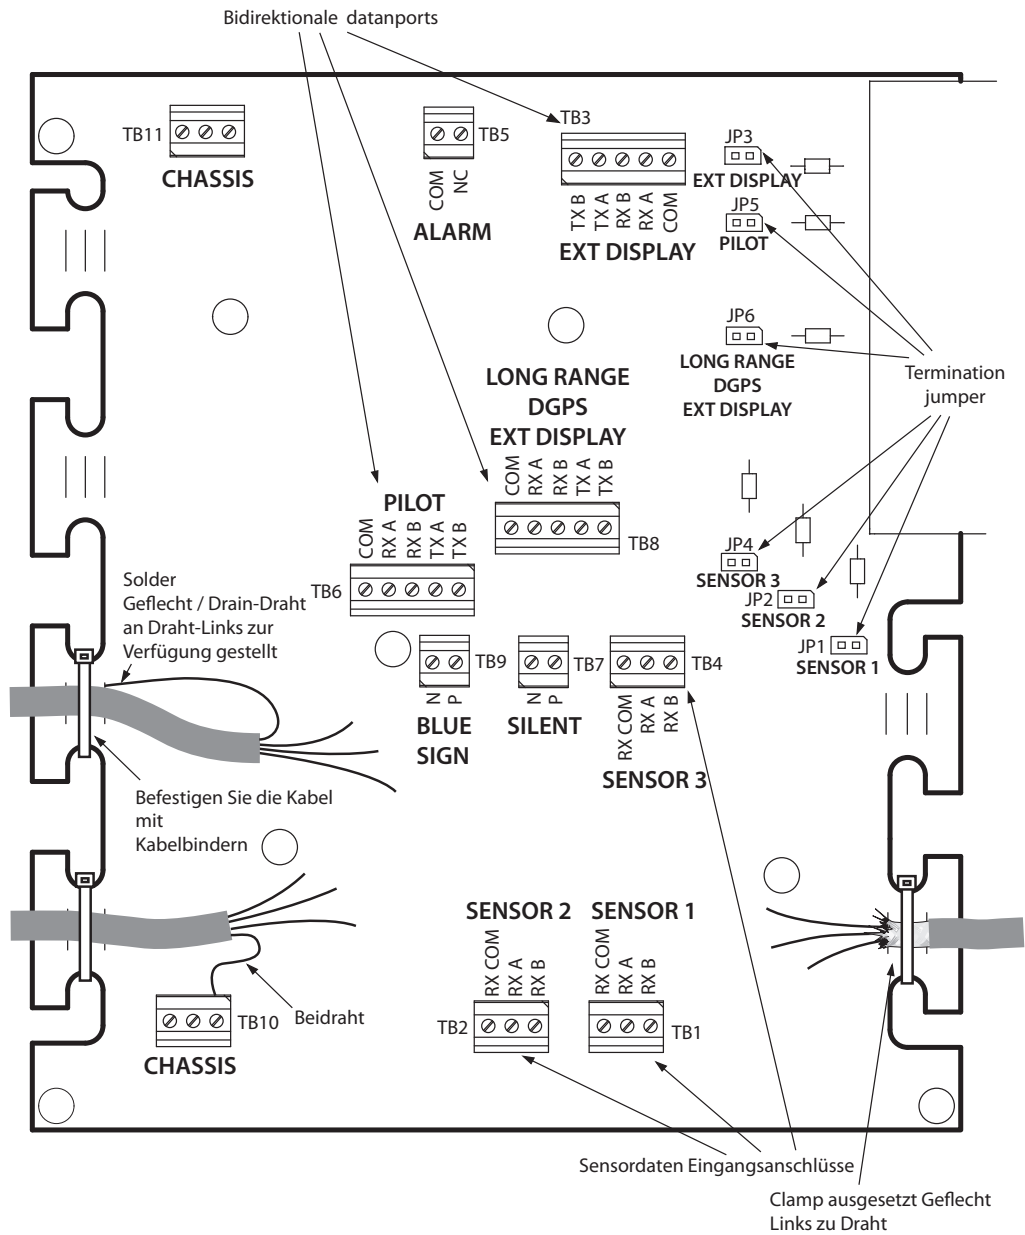 Bidirektionale datanports
TB11
CHASSIS
TB5
COM
NC
ALARM
TB3
TX B
TX A
RX B
RX A
COM
EXT DISPLAY
JP3
EXT DISPLAY
JP5
PILOT
JP6
LONG RANGE
DGPS
EXT DISPLAY
Termination
jumper
LONG RANGE
DGPS
EXT DISPLAY
COM
RX A
RX B
TX A
TX B
TB8
PILOT
COM
RX A
RX B
TX A
TX B
TB6
JP4
SENSOR 3
JP2
SENSOR 2
JP1
SENSOR 1
Solder
Geflecht / Drain-Draht
an Draht-Links zur
Verfügung gestellt
TB9
N
P
BLUE
SIGN
TB7
N
P
SILENT
TB4
RX COM
RX A
RX B
SENSOR 3
Befestigen Sie die Kabel
mit
Kabelbindern
SENSOR 2
RX COM
RX A
RX B
TB2
SENSOR 1
RX COM
RX A
RX B
TB1
TB10
CHASSIS
Beidraht
Sensordaten Eingangsanschlüsse
Clamp ausgesetzt Geflecht
Links zu Draht